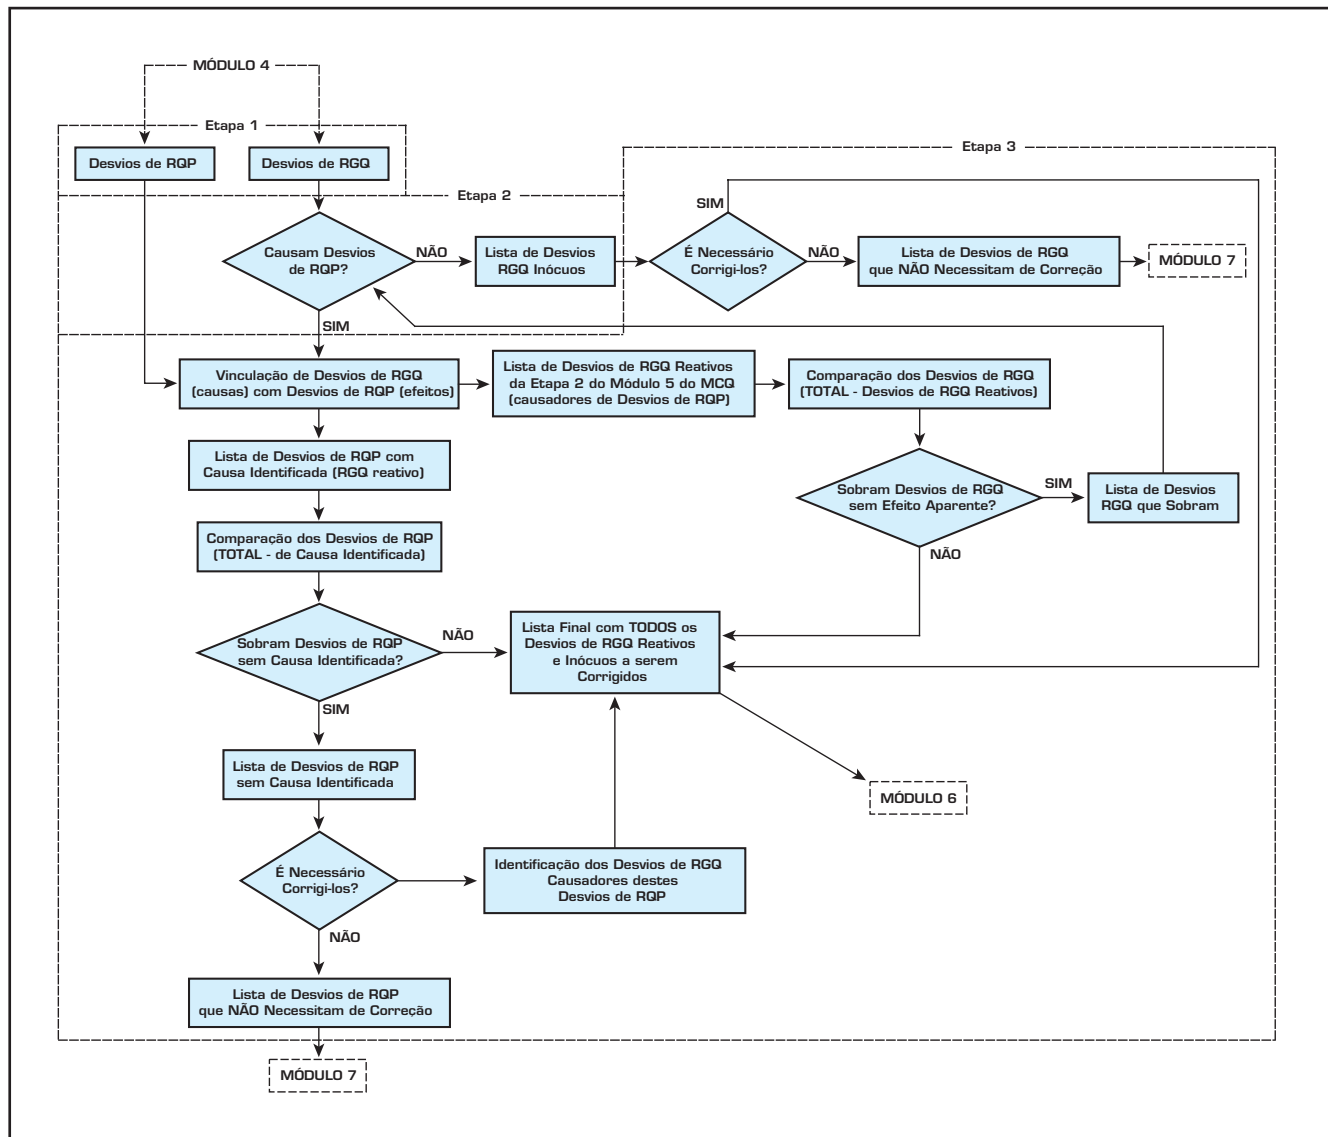 MÓDULO 4
Etapa 1
Desvios de RQP
Desvios de RGQ
Etapa 3
Etapa 2
SIM
Causam Desvios
de RQP?
NÃO
Lista de Desvios
RGQ Inócuos
É Necessário
Corrigi-los?
NÃO
Lista de Desvios de RGQ
que NÃO Necessitam de Correção
MÓDULO 7
SIM
Vinculação de Desvios de RGQ
(causas) com Desvios de RQP (efeitos)
Lista de Desvios de RGQ Reativos
da Etapa 2 do Módulo 5 do MCQ
(causadores de Desvios de RQP)
Comparação dos Desvios de RGQ
(TOTAL - Desvios de RGQ Reativos)
Lista de Desvios de RQP com
Causa Identificada (RGQ reativo)
Sobram Desvios de RGQ
sem Efeito Aparente?
SIM
Lista de Desvios
RGQ que Sobram
Comparação dos Desvios de RQP
(TOTAL - de Causa Identificada)
NÃO
Sobram Desvios de RQP
sem Causa Identificada?
NÃO
Lista Final com TODOS os
Desvios de RGQ Reativos
e Inócuos a serem
Corrigidos
SIM
Lista de Desvios de RQP
sem Causa Identificada
MÓDULO 6
É Necessário
Corrigi-los?
Identificação dos Desvios de RGQ
Causadores destes
Desvios de RQP
NÃO
Lista de Desvios de RQP
que NÃO Necessitam de Correção
MÓDULO 7